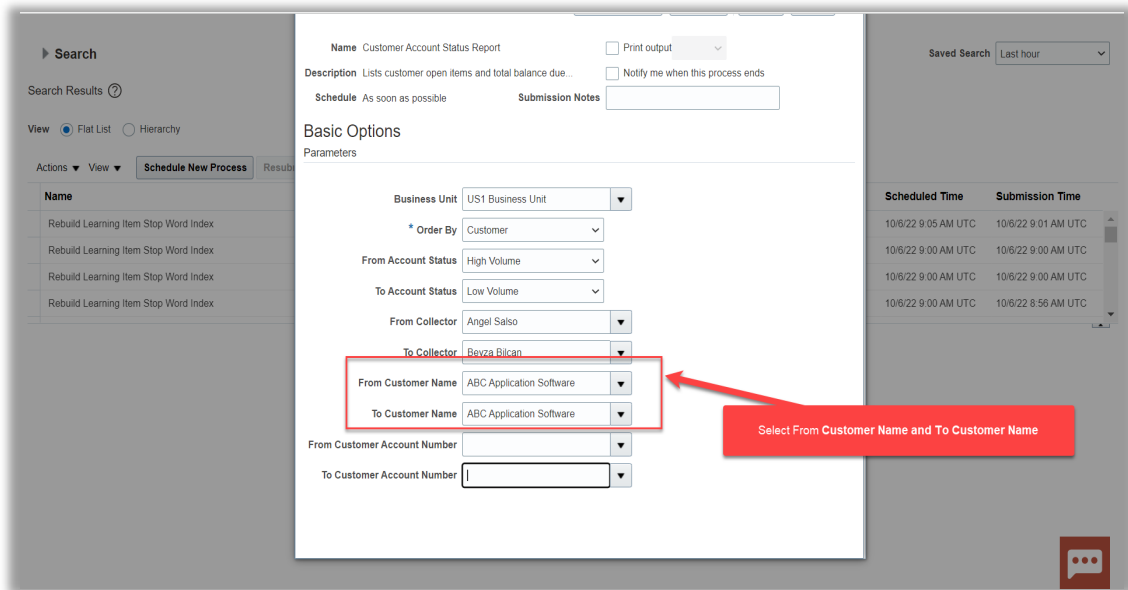 Name Customer Account Status Report Print output
Search Saved Search Last hour
Description Lists customer open items and total balance due... Notify me when this process ends
Search Results ?
Schedule As soon as possible Submission Notes
View Flat List Hierarchy
Basic Options
Parameters
Actions View Schedule New Process
Name Scheduled Time Submission Time
Business Unit US1 Business Unit
Rebuild Learning Item Stop Word Index 10/6/22 9:05 AM UTC 10/6/22 9:01 AM UTC
* Order By Customer
Rebuild Learning Item Stop Word Index 10/6/22 9:00 AM UTC 10/6/22 9:00 AM UTC
From Account Status High Volume
Rebuild Learning Item Stop Word Index 10/6/22 9:00 AM UTC 10/6/22 9:00 AM UTC
To Account Status Low Volume
Rebuild Learning Item Stop Word Index 10/6/22 9:00 AM UTC 10/6/22 8:56 AM UTC
From Collector Angel Salso
To Collector Beyza Bilcan
From Customer Name ABC Application Software
To Customer Name ABC Application Software
Select From Customer Name and To Customer Name
From Customer Account Number
To Customer Account Number